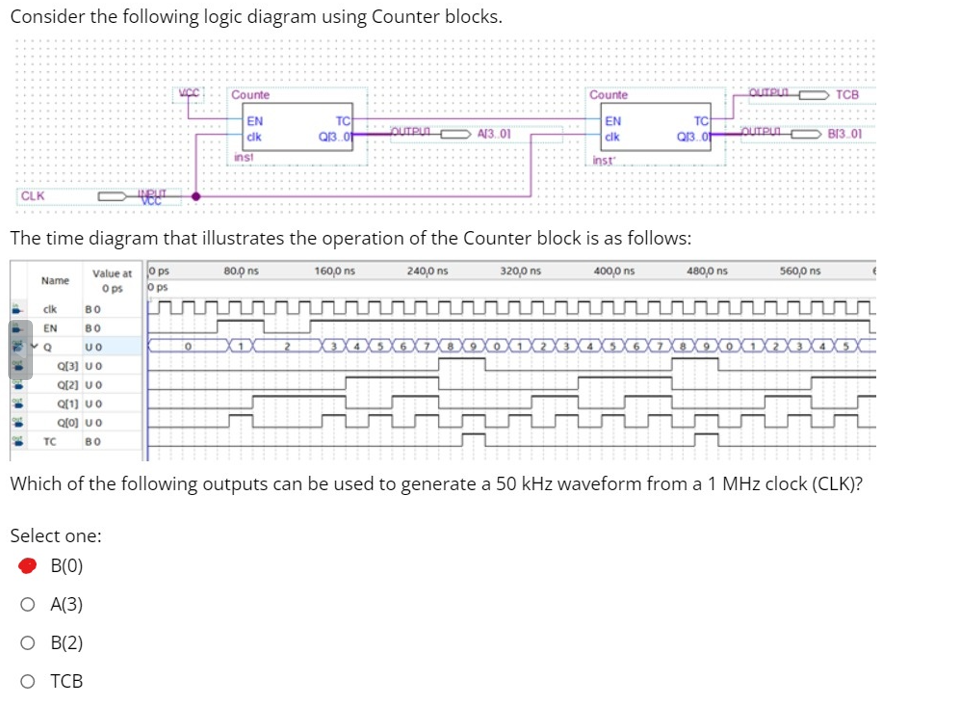 Consider the following logic diagram using Counter blocks.
VCC Counte Counte OUTPUT TCB
EN TC EN TC
clk Q[3..0] OUTPUT A[3..0] clk Q[3..0] OUTPUT B[3..0]
inst inst
CLK INPUT
VCC
The time diagram that illustrates the operation of the Counter block is as follows:
Name Value at 0 ps 80,0 ns 160,0 ns 240,0 ns 320,0 ns 400,0 ns 480,0 ns 560,0 ns
0 ps 0 ps
clk B 0
EN B 0
Q U 0 0 1 2 3 4 5 6 7 8 9 0 1 2 3 4 5 6 7 8 9 0 1 2 3 4 5
Q[3] U 0
Q[2] U 0
Q[1] U 0
Q[0] U 0
TC B 0
Which of the following outputs can be used to generate a 50 kHz waveform from a 1 MHz clock (CLK)?
Select one:
B(0)
A(3)
B(2)
TCB